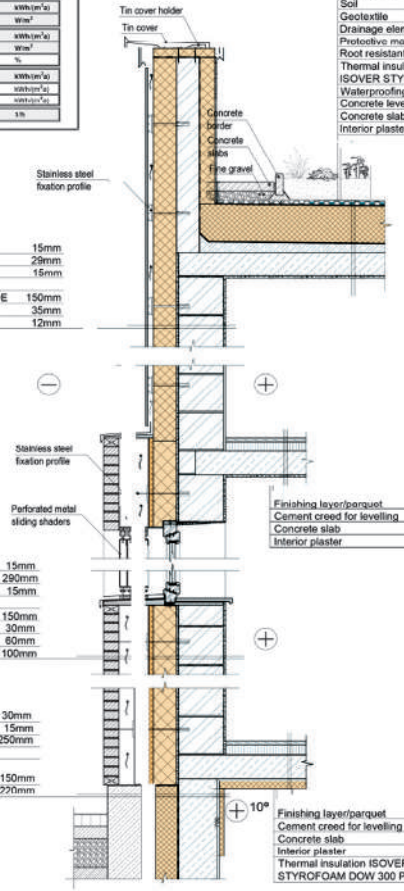 kWh/(m²a)
W/m²
kWh/(m²a)
W/m²
%
kWh/(m²a)
kWh/(m²a)
kWh/(m²a)
1/h
Tin cover holder
Tin cover
Soil
Geotextile
Drainage elem
Protective ma
Root resistant
Thermal insul
ISOVER STY
Waterproofing
Concrete leve
Concrete slab
Interior plaste
Concrete
border
Concrete
slabs
Fine gravel
Stainless steel
fixation profile
15mm
29mm
15mm
E 150mm
35mm
12mm
Stainless steel
fixation profile
Perforated metal
sliding shaders
Finishing layer/parquet
Cement creed for levelling
Concrete slab
Interior plaster
15mm
290mm
15mm
150mm
30mm
60mm
100mm
30mm
15mm
250mm
150mm
220mm
10°
Finishing layer/parquet
Cement creed for levelling
Concrete slab
Interior plaster
Thermal insulation ISOVER
STYROFOAM DOW 300 P